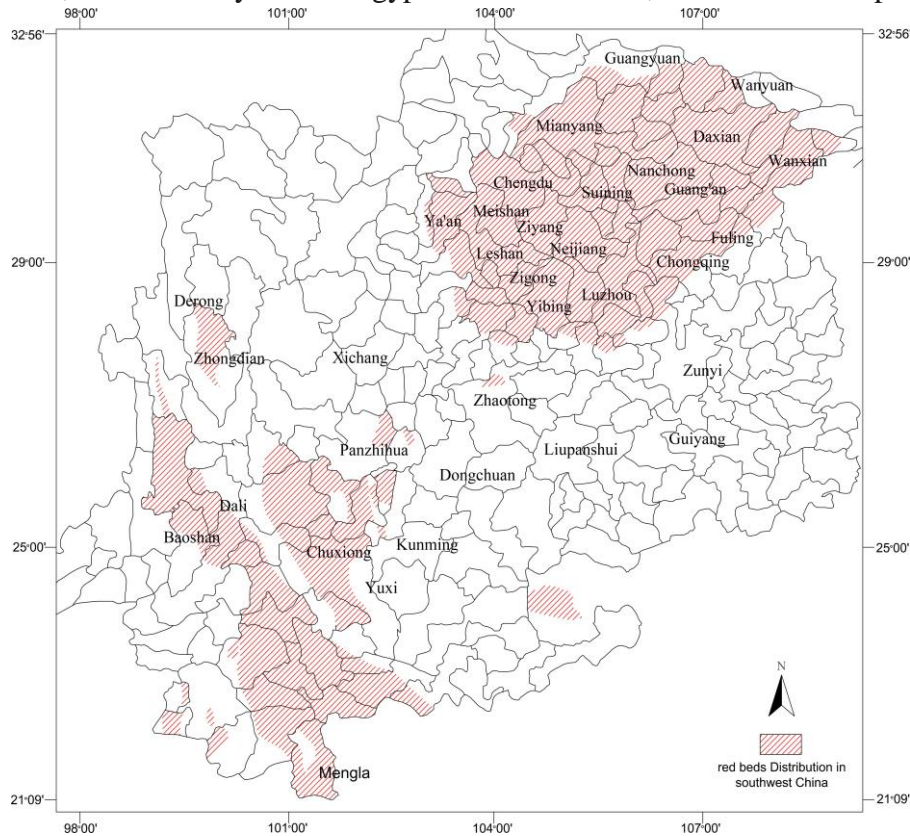 98°00'
101°00'
104°00'
107°00'
32°56'
32°56'
Guangyuan
Wanyuan
Mianyang
Daxian
Wanxian
Nanchong
Chengdu
Suining
Guang'an
Ya'an
Meishan
Ziyang
Fuling
Leshan
Neijiang
Chongqing
29°00'
29°00'
Zigong
Luzhou
Yibing
Derong
Zhongdian
Xichang
Zunyi
Zhaotong
Panzhihua
Liupanshui
Guiyang
Dongchuan
Dali
Baoshan
Chuxiong
Kunming
25°00'
25°00'
Yuxi
N
red beds Distribution in
southwest China
Mengla
21°09'
21°09'
98°00'
101°00'
104°00'
107°00'